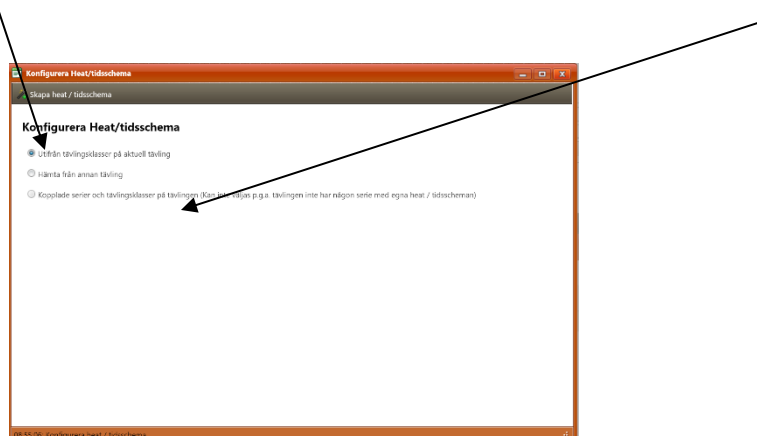 Konfigurera Heat/tidsschema
Skapa heat / tidsschema
Konfigurera Heat/tidsschema
Utifrån tävlingsklasser på aktuell tävling
Hämta från annan tävling
Kopplade serier och tävlingsklasser på tävlingen (Kan inte väljas p.g.a. tävlingen inte har någon serie med egna heat / tidsscheman)
08:55:06: Konfigurera heat / tidsschema